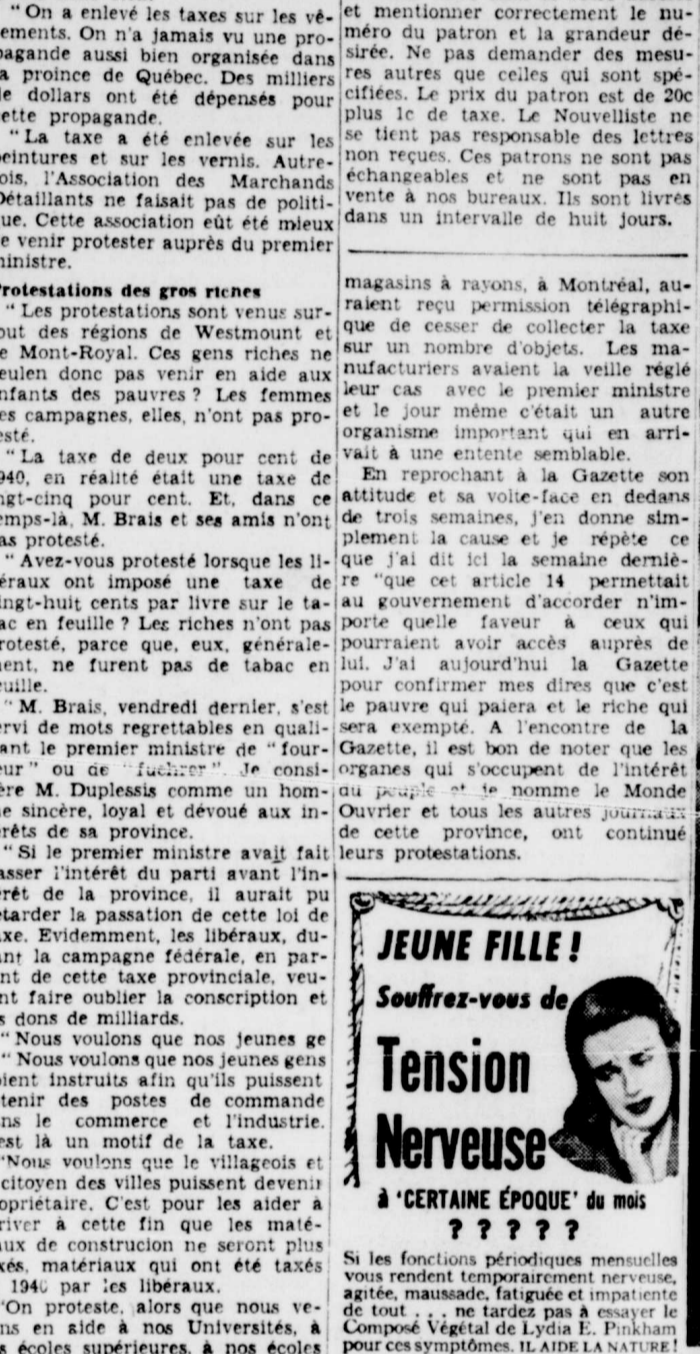 “ On a enlevé les taxes sur les vê-
ements. On n'a jamais vu une pro-
pagande aussi bien organisée dans
a proince de Québec. Des milliers
de dollars ont été dépensés pour
ette propagande.
“ La taxe a été enlevée sur les
peintures et sur les vernis. Autre-
ois, l'Association des Marchands
Détaillants ne faisait pas de politi-
que. Cette association eût été mieux
e venir protester auprès du premier
ministre.
Protestations des gros riches
“ Les protestations sont venus sur-
out des régions de Westmount et
e Mont-Royal. Ces gens riches ne
eulen donc pas venir en aide aux
nfants des pauvres ? Les femmes
es campagnes, elles, n'ont pas pro-
esté.
“ La taxe de deux pour cent de
940, en réalité était une taxe de
ngt-cinq pour cent. Et, dans ce
emps-là, M. Brais et ses amis n'ont
as protesté.
“ Avez-vous protesté lorsque les li-
éraux ont imposé une taxe de
ingt-huit cents par livre sur le ta-
ac en feuille ? Les riches n'ont pas
rotesté, parce que, eux, générale-
ent, ne furent pas de tabac en
euille.
“ M. Brais, vendredi dernier, s'est
ervi de mots regrettables en quali-
ant le premier ministre de “ four-
eur ” ou de “fuehrer” Je consi-
ère M. Duplessis comme un hom-
e sincère, loyal et dévoué aux in-
érêts de sa province.
“ Si le premier ministre avait fait
asser l'intérêt du parti avant l'in-
érêt de la province, il aurait pu
etarder la passation de cette loi de
axe. Evidemment, les libéraux, du-
ant la campagne fédérale, en par-
nt de cette taxe provinciale, veu-
nt faire oublier la conscription et
s dons de milliards.
“ Nous voulons que nos jeunes ge
“ Nous voulons que nos jeunes gens
oient instruits afin qu'ils puissent
tenir des postes de commande
ns le commerce et l'industrie.
est là un motif de la taxe.
“Nous voulons que le villageois et
citoyen des villes puissent devenir
opriétaire. C'est pour les aider à
river à cette fin que les maté-
aux de construcion ne seront plus
xés, matériaux qui ont été taxés
1940 par les libéraux.
“On proteste, alors que nous ve-
ns en aide à nos Universités, à
s écoles supérieures, à nos écoles
et mentionner correctement le nu-
méro du patron et la grandeur dé-
sirée. Ne pas demander des mesu-
res autres que celles qui sont spé-
cifiées. Le prix du patron est de 20c
plus 1c de taxe. Le Nouvelliste ne
se tient pas responsable des lettres
non reçues. Ces patrons ne sont pas
échangeables et ne sont pas en
vente à nos bureaux. Ils sont livrés
dans un intervalle de huit jours.
magasins à rayons, à Montréal, au-
raient reçu permission télégraphi-
que de cesser de collecter la taxe
sur un nombre d'objets. Les ma-
nufacturiers avaient la veille réglé
leur cas avec le premier ministre
et le jour même c'était un autre
organisme important qui en arri-
vait à une entente semblable.
En reprochant à la Gazette son
attitude et sa volte-face en dedans
de trois semaines, j'en donne sim-
plement la cause et je répète ce
que j'ai dit ici la semaine derniè-
re “que cet article 14 permettait
au gouvernement d'accorder n'im-
porte quelle faveur à ceux qui
pourraient avoir accès auprès de
lui. J'ai aujourd'hui la Gazette
pour confirmer mes dires que c'est
le pauvre qui paiera et le riche qui
sera exempté. A l'encontre de la
Gazette, il est bon de noter que les
organes qui s'occupent de l'intérêt
au peuple et je nomme le Monde
Ouvrier et tous les autres journaux
de cette province, ont continué
leurs protestations.
JEUNE FILLE !
Souffrez-vous de
Tension
Nerveuse
à 'CERTAINE ÉPOQUE' du mois
? ? ? ? ?
Si les fonctions périodiques mensuelles
vous rendent temporairement nerveuse,
agitée, maussade, fatiguée et impatiente
de tout . . . ne tardez pas à essayer le
Composé Végétal de Lydia E. Pinkham
pour ces symptômes. IL AIDE LA NATURE !